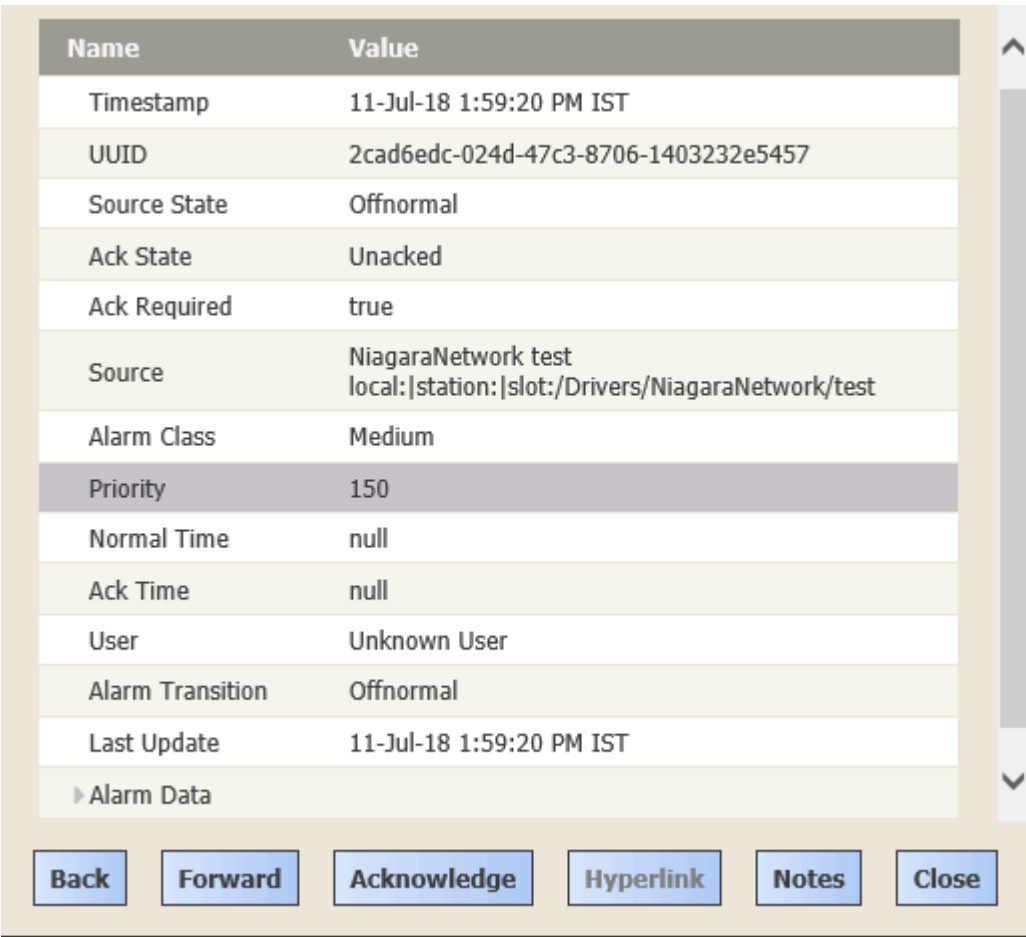 Name Value
Timestamp 11-Jul-18 1:59:20 PM IST
UUID 2cad6edc-024d-47c3-8706-1403232e5457
Source State Offnormal
Ack State Unacked
Ack Required true
Source NiagaraNetwork test
local:|station:|slot:/Drivers/NiagaraNetwork/test
Alarm Class Medium
Priority 150
Normal Time null
Ack Time null
User Unknown User
Alarm Transition Offnormal
Last Update 11-Jul-18 1:59:20 PM IST
Alarm Data
Back Forward Acknowledge Hyperlink Notes Close